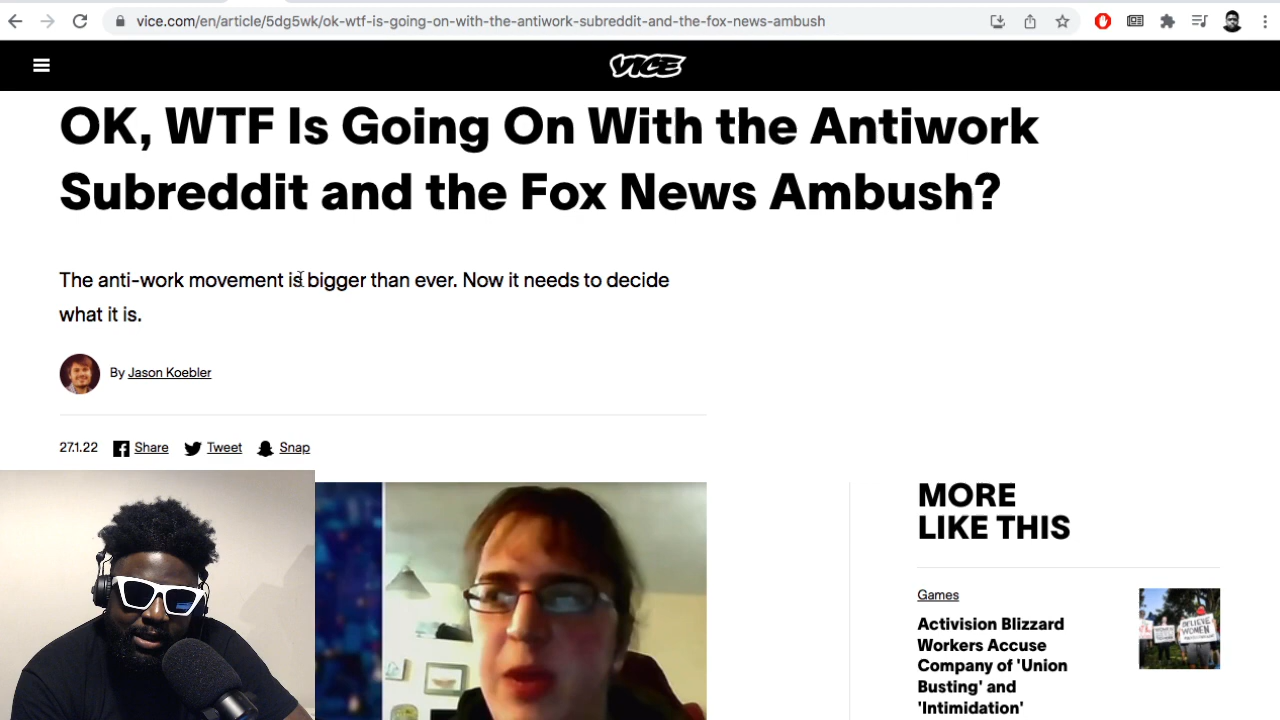 vice.com/en/article/5dg5wk/ok-wtf-is-going-on-with-the-antiwork-subreddit-and-the-fox-news-ambush
VICE
OK, WTF Is Going On With the Antiwork
Subreddit and the Fox News Ambush?
The anti-work movement is bigger than ever. Now it needs to decide
what it is.
By Jason Koebler
27.1.22 Share Tweet Snap
MORE
LIKE THIS
Games
Activision Blizzard
Workers Accuse
Company of 'Union
Busting' and
'Intimidation'
BELIEVE
WOMEN